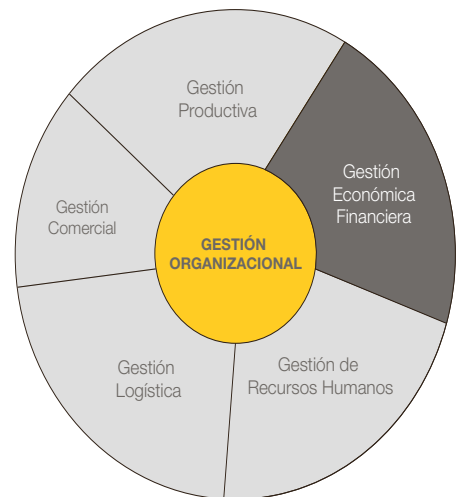 Gestión
Productiva
Gestión
Económica
Financiera
Gestión
Comercial
GESTIÓN
ORGANIZACIONAL
Gestión
Logística
Gestión de
Recursos Humanos